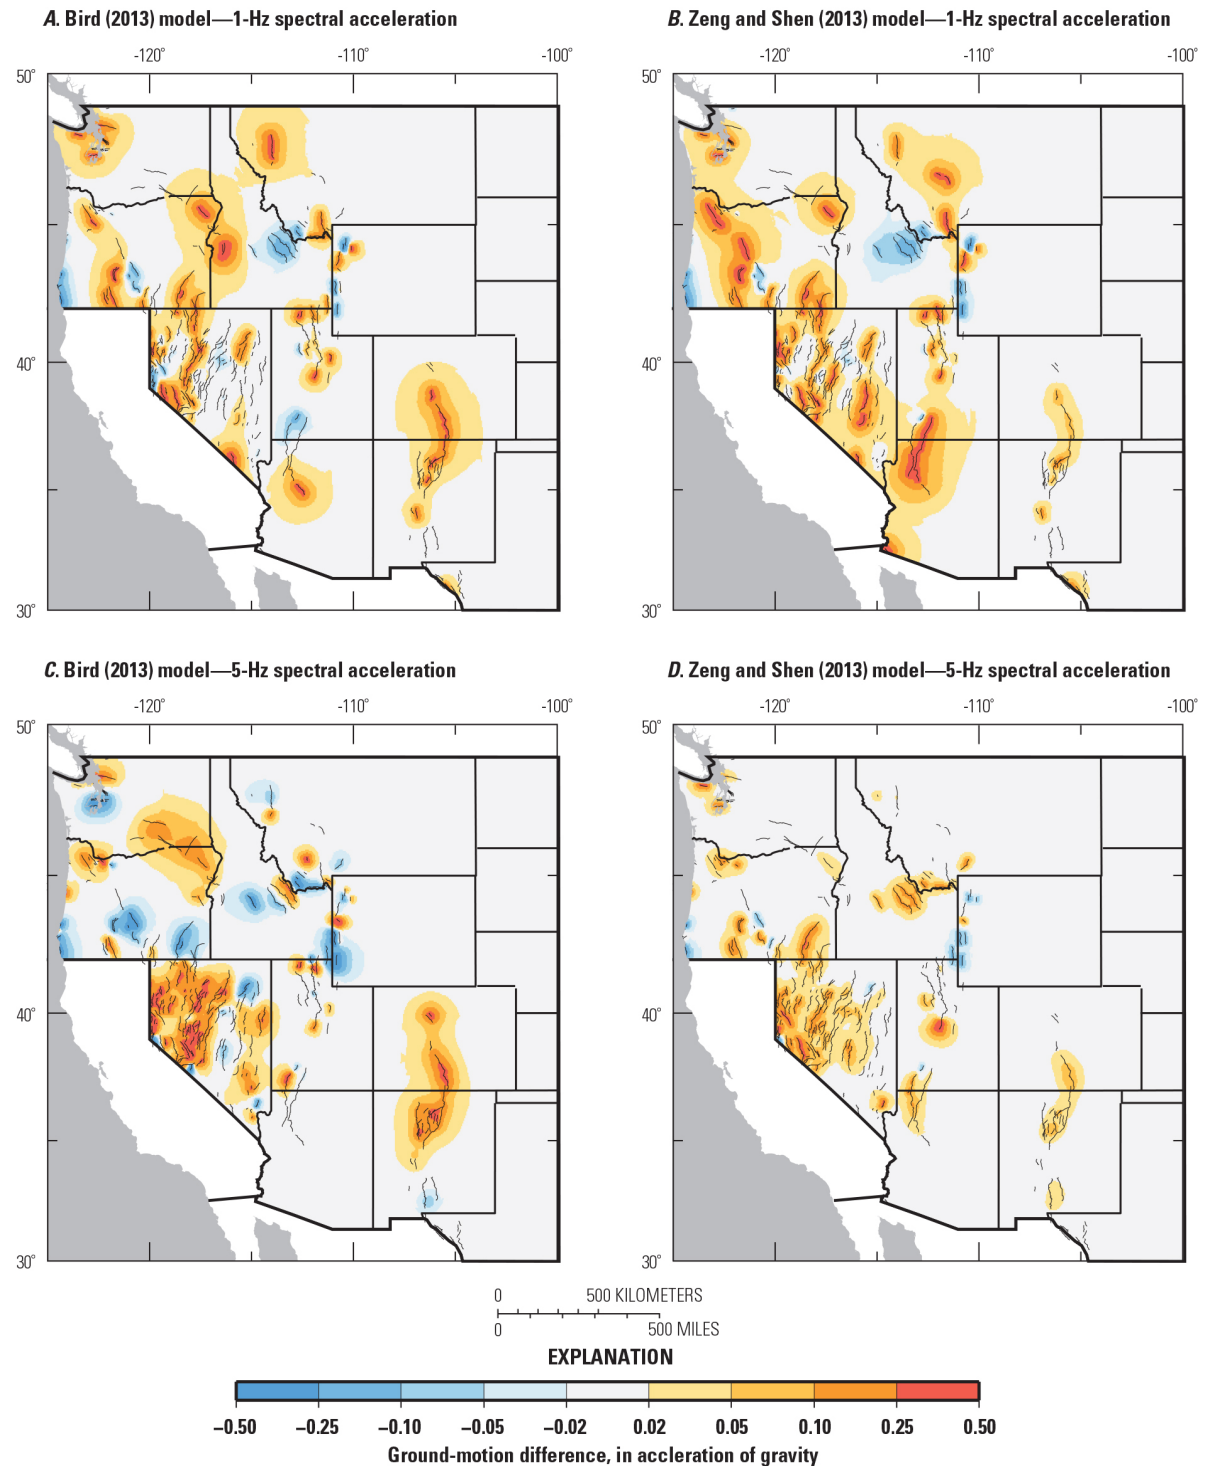 A. Bird (2013) model—1-Hz spectral acceleration
B. Zeng and Shen (2013) model—1-Hz spectral acceleration
-120° -110° -100°
-120° -110° -100°
50°
40°
30°
50°
40°
30°
C. Bird (2013) model—5-Hz spectral acceleration
D. Zeng and Shen (2013) model—5-Hz spectral acceleration
-120° -110° -100°
-120° -110° -100°
50°
40°
30°
50°
40°
30°
0 500 KILOMETERS
0 500 MILES
EXPLANATION
−0.50 −0.25 −0.10 −0.05 −0.02 0.02 0.05 0.10 0.25 0.50
Ground-motion difference, in accleration of gravity